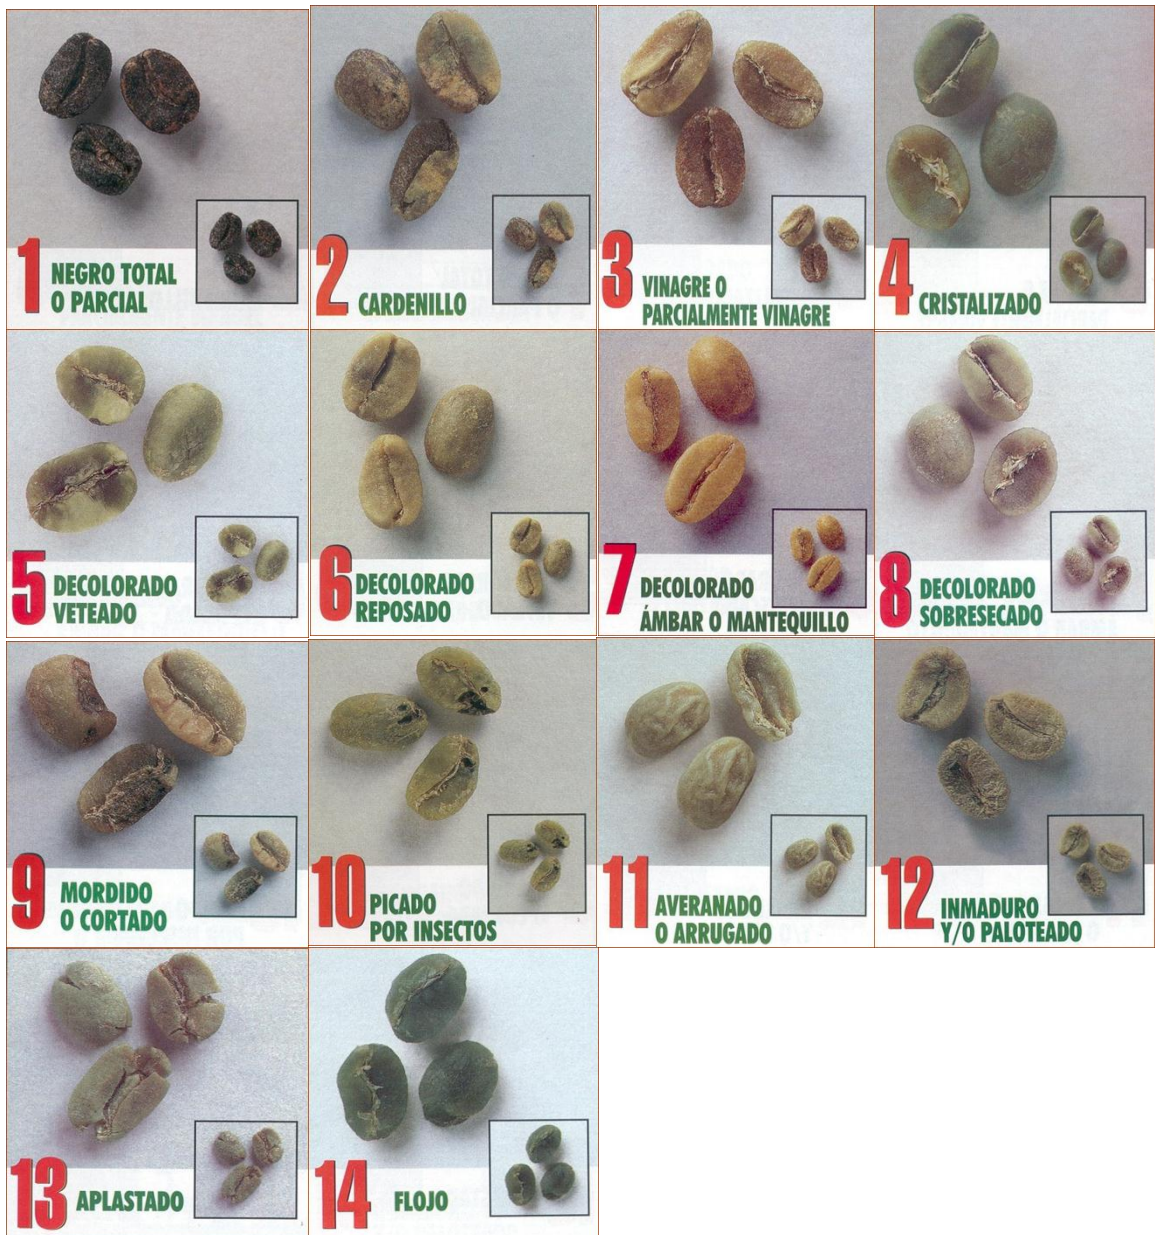 1 NEGRO TOTAL
O PARCIAL
2 CARDENILLO
3 VINAGRE O
PARCIALMENTE VINAGRE
4 CRISTALIZADO
5 DECOLORADO
VETEADO
6 DECOLORADO
REPOSADO
7 DECOLORADO
ÁMBAR O MANTEQUILLO
8 DECOLORADO
SOBRESECADO
9 MORDIDO
O CORTADO
10 PICADO
POR INSECTOS
11 AVERANADO
O ARRUGADO
12 INMADURO
Y/O PALOTEADO
13 APLASTADO
14 FLOJO